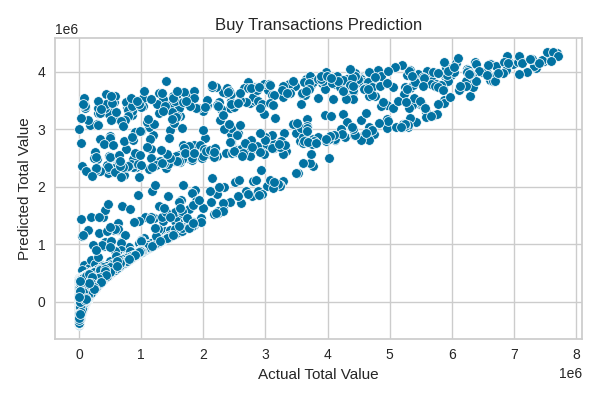 Buy Transactions Prediction
1e6
4
3
2
1
0
Predicted Total Value
0 1 2 3 4 5 6 7 8
Actual Total Value
1e6